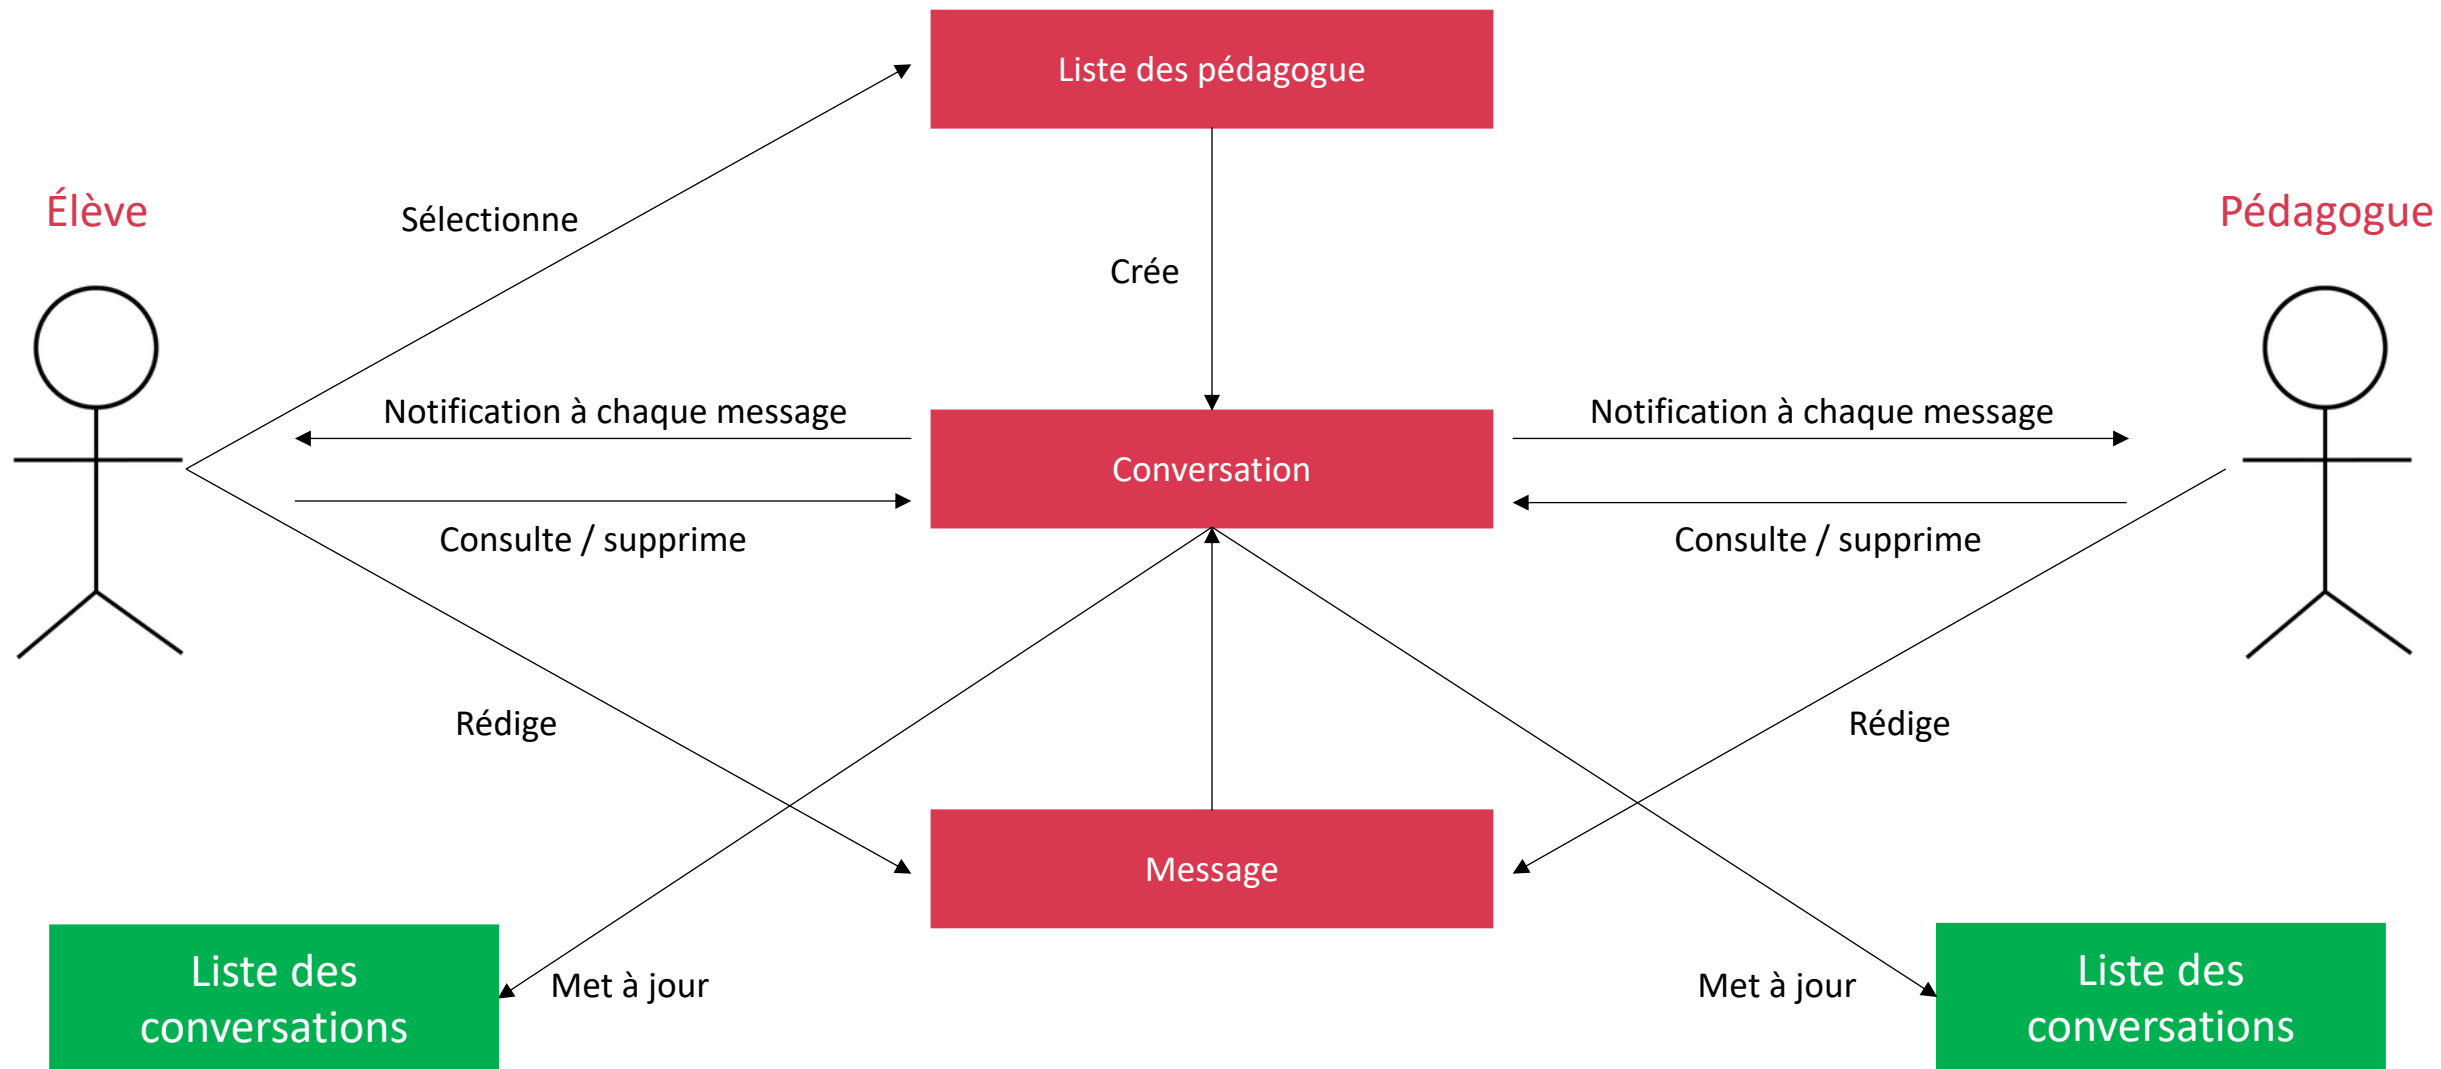 Liste des pédagogue
Élève
Pédagogue
Sélectionne
Crée
Notification à chaque message
Notification à chaque message
Conversation
Consulte / supprime
Consulte / supprime
Rédige
Rédige
Message
Liste des
conversations
Met à jour
Met à jour
Liste des
conversations